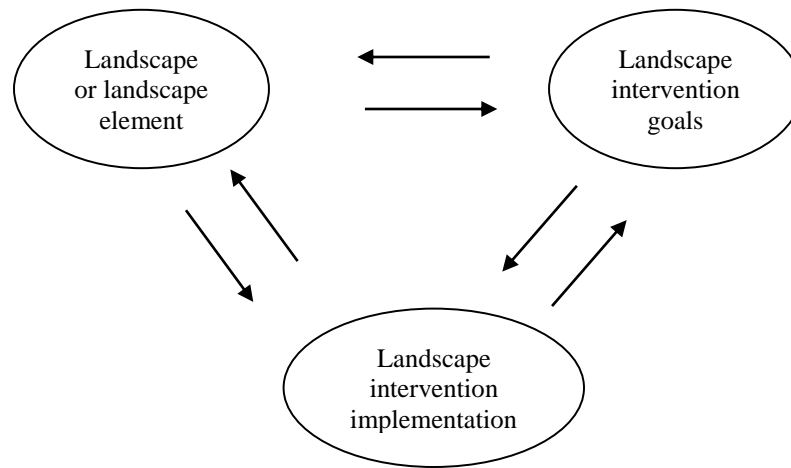 Landscape
or landscape
element
Landscape
intervention
goals
Landscape
intervention
implementation